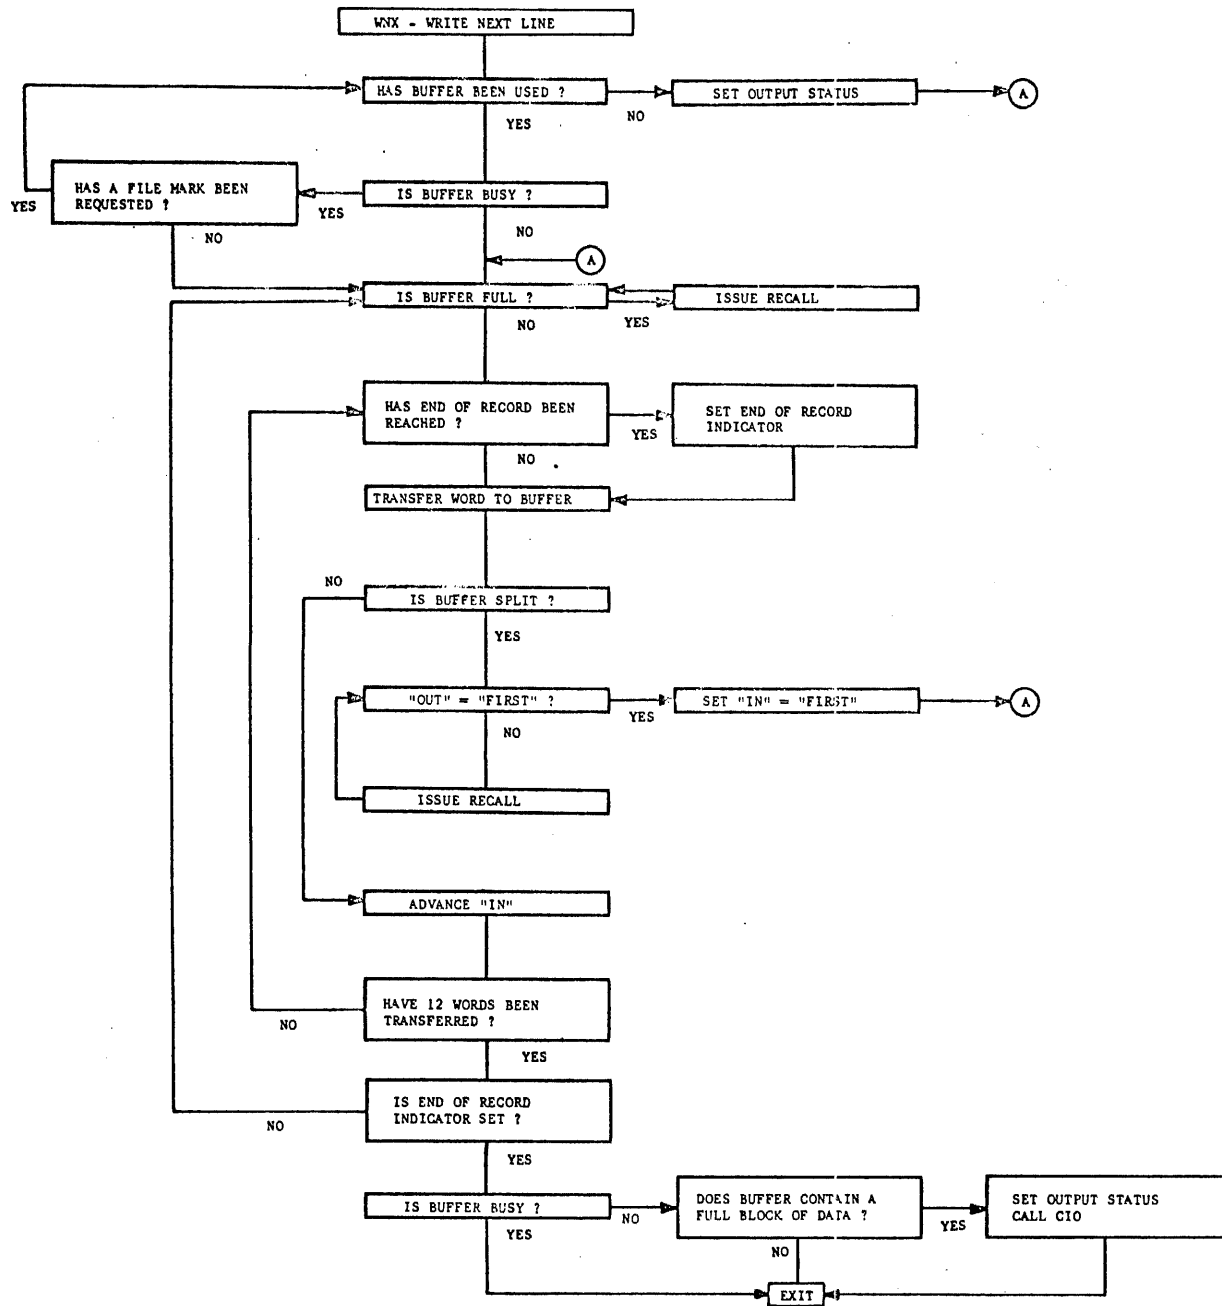 WNX - WRITE NEXT LINE
HAS BUFFER BEEN USED ?
SET OUTPUT STATUS
A
NO
YES
HAS A FILE MARK BEEN
REQUESTED ?
IS BUFFER BUSY ?
YES
YES
NO
NO
A
IS BUFFER FULL ?
ISSUE RECALL
NO
YES
HAS END OF RECORD BEEN
REACHED ?
SET END OF RECORD
INDICATOR
YES
NO
TRANSFER WORD TO BUFFER
NO
IS BUFFER SPLIT ?
YES
"OUT" = "FIRST" ?
SET "IN" = "FIRST"
A
YES
NO
ISSUE RECALL
ADVANCE "IN"
HAVE 12 WORDS BEEN
TRANSFERRED ?
NO
YES
IS END OF RECORD
INDICATOR SET ?
NO
YES
IS BUFFER BUSY ?
DOES BUFFER CONTAIN A
FULL BLOCK OF DATA ?
SET OUTPUT STATUS
CALL CIO
NO
YES
YES
NO
EXIT